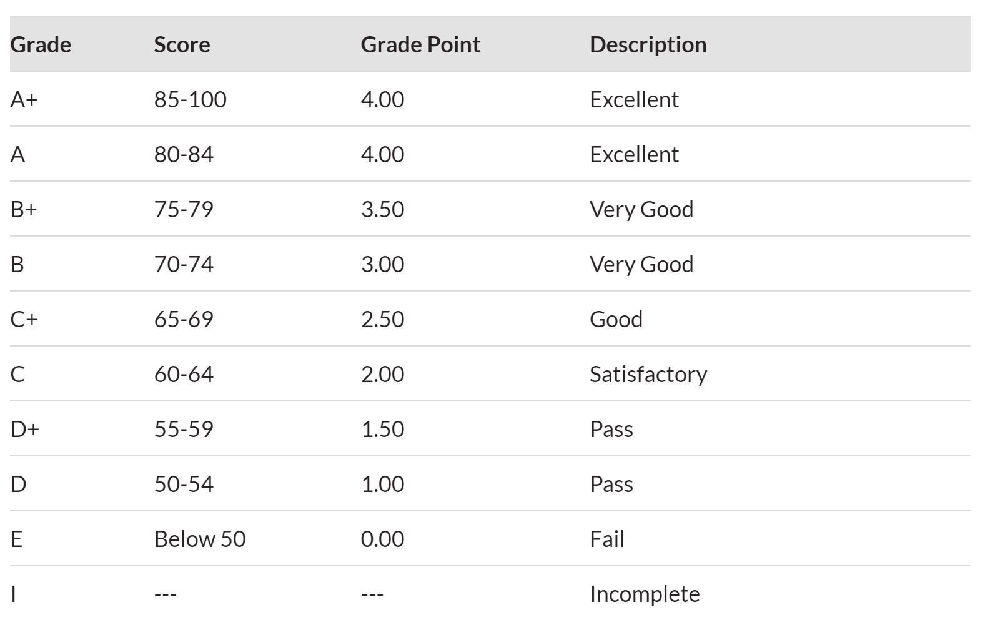 Grade Score Grade Point Description
A+ 85-100 4.00 Excellent
A 80-84 4.00 Excellent
B+ 75-79 3.50 Very Good
B 70-74 3.00 Very Good
C+ 65-69 2.50 Good
C 60-64 2.00 Satisfactory
D+ 55-59 1.50 Pass
D 50-54 1.00 Pass
E Below 50 0.00 Fail
I --- --- Incomplete